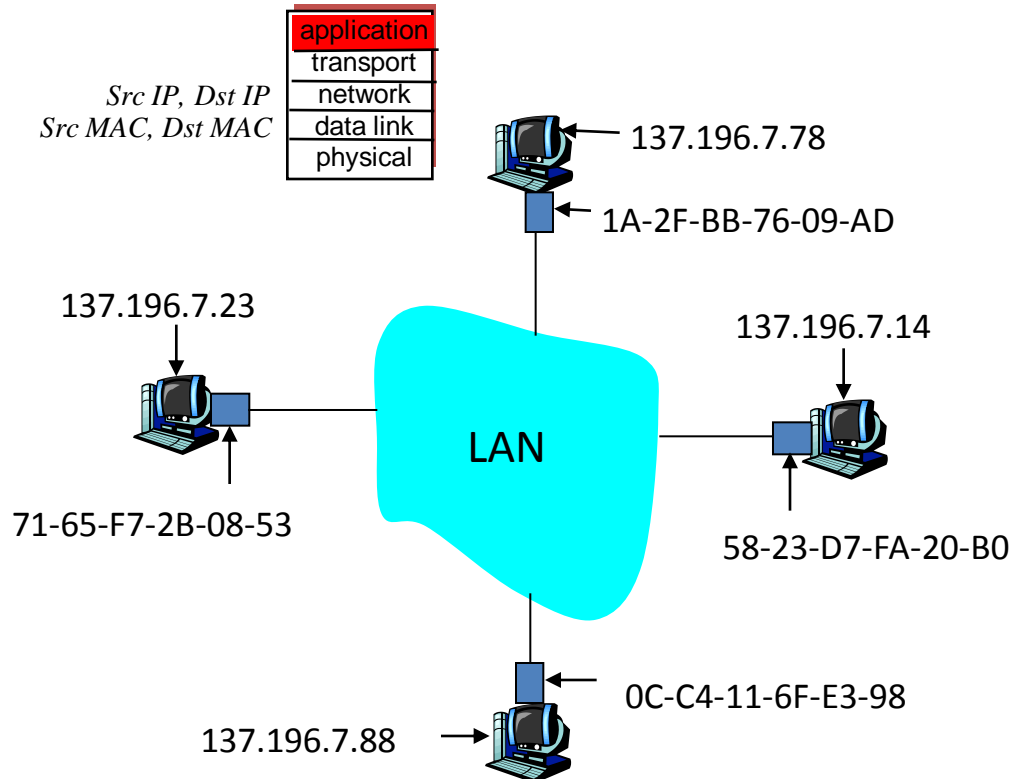 application
transport
Src IP, Dst IP
network
Src MAC, Dst MAC
data link
physical
137.196.7.78
1A-2F-BB-76-09-AD
137.196.7.23
137.196.7.14
LAN
71-65-F7-2B-08-53
58-23-D7-FA-20-B0
0C-C4-11-6F-E3-98
137.196.7.88